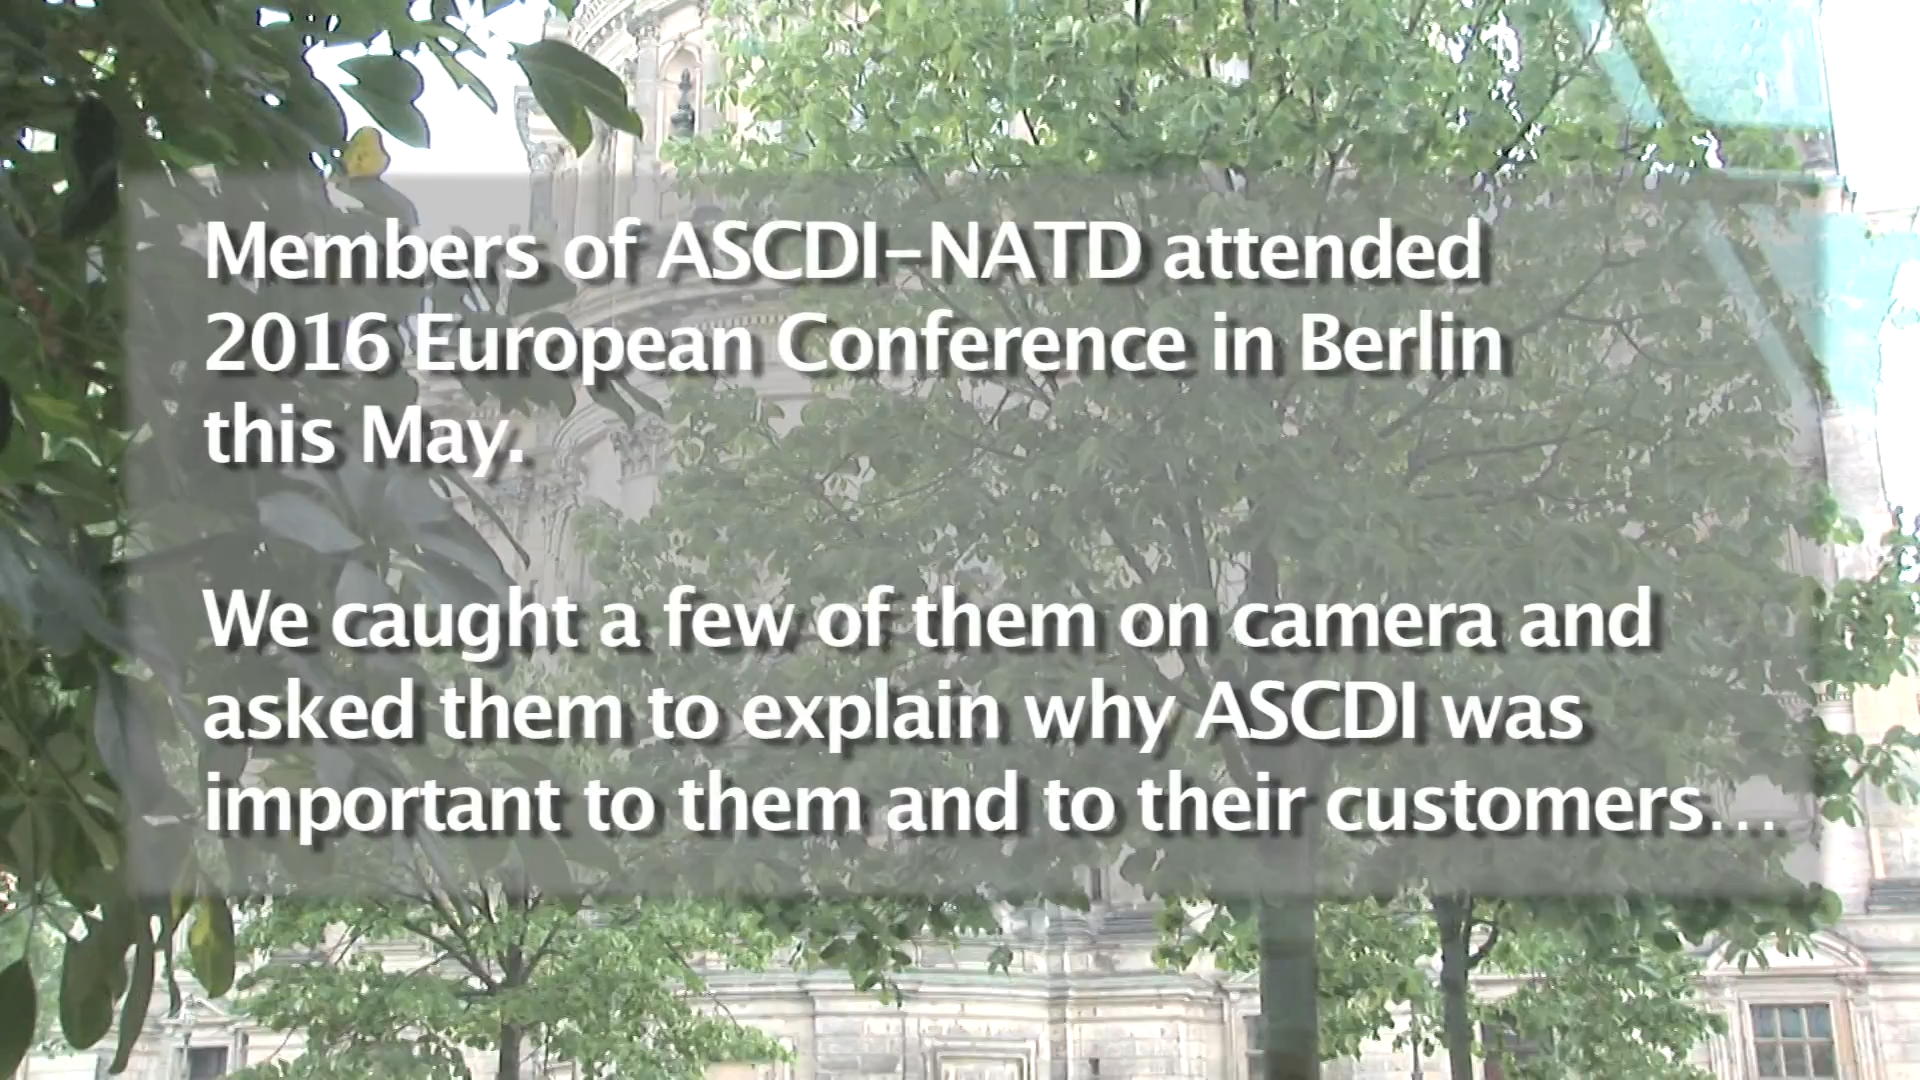 Members of ASCDI-NATD attended
2016 European Conference in Berlin
this May.
We caught a few of them on camera and
asked them to explain why ASCDI was
important to them and to their customers...